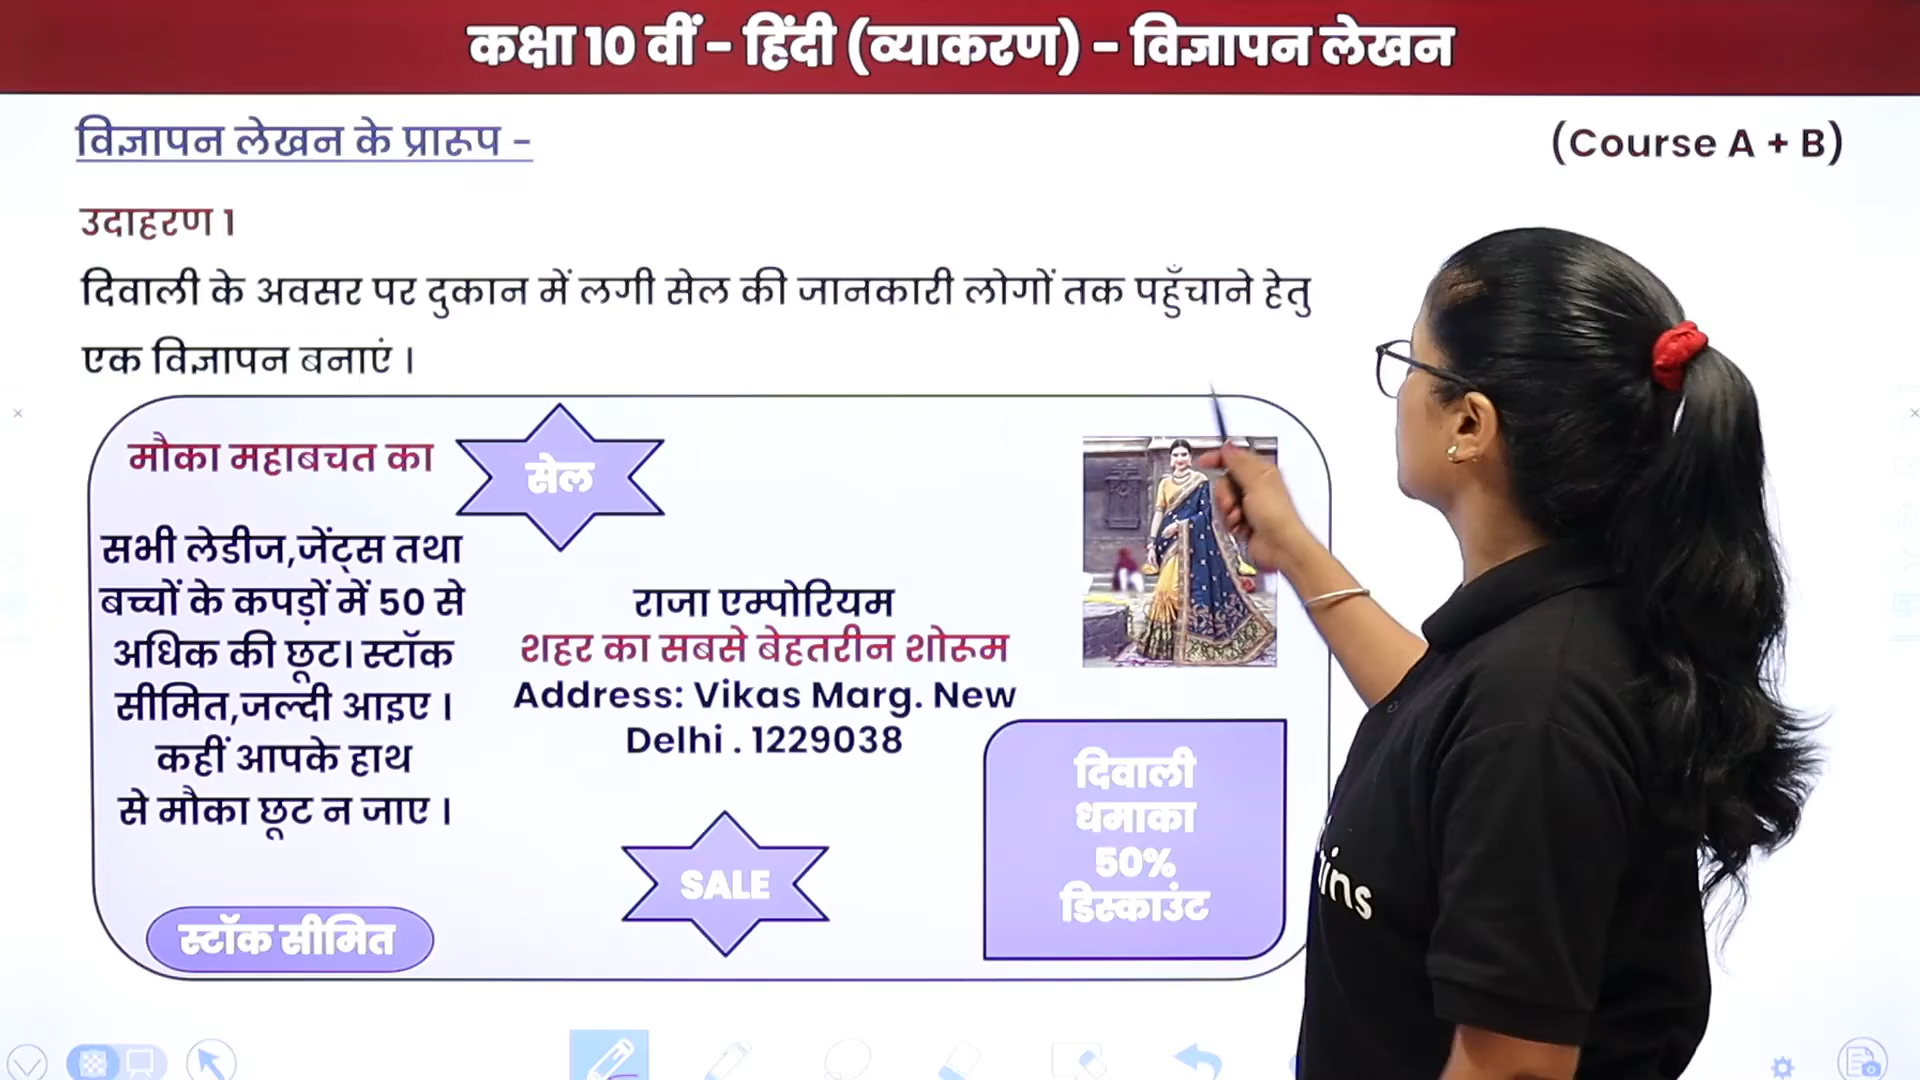 कक्षा 10 वीं - हिंदी (व्याकरण) - विज्ञापन लेखन
विज्ञापन लेखन के प्रारूप -
(Course A + B)
उदाहरण 1
दिवाली के अवसर पर दुकान में लगी सेल की जानकारी लोगों तक पहुँचाने हेतु
एक विज्ञापन बनाएं ।
मौका महाबचत का
सेल
सभी लेडीज,जेंट्स तथा
बच्चों के कपड़ों में 50 से
अधिक की छूट। स्टॉक
सीमित,जल्दी आइए ।
कहीं आपके हाथ
से मौका छूट न जाए ।
स्टॉक सीमित
राजा एम्पोरियम
शहर का सबसे बेहतरीन शोरूम
Address: Vikas Marg. New
Delhi . 1229038
SALE
दिवाली
धमाका
50%
डिस्काउंट